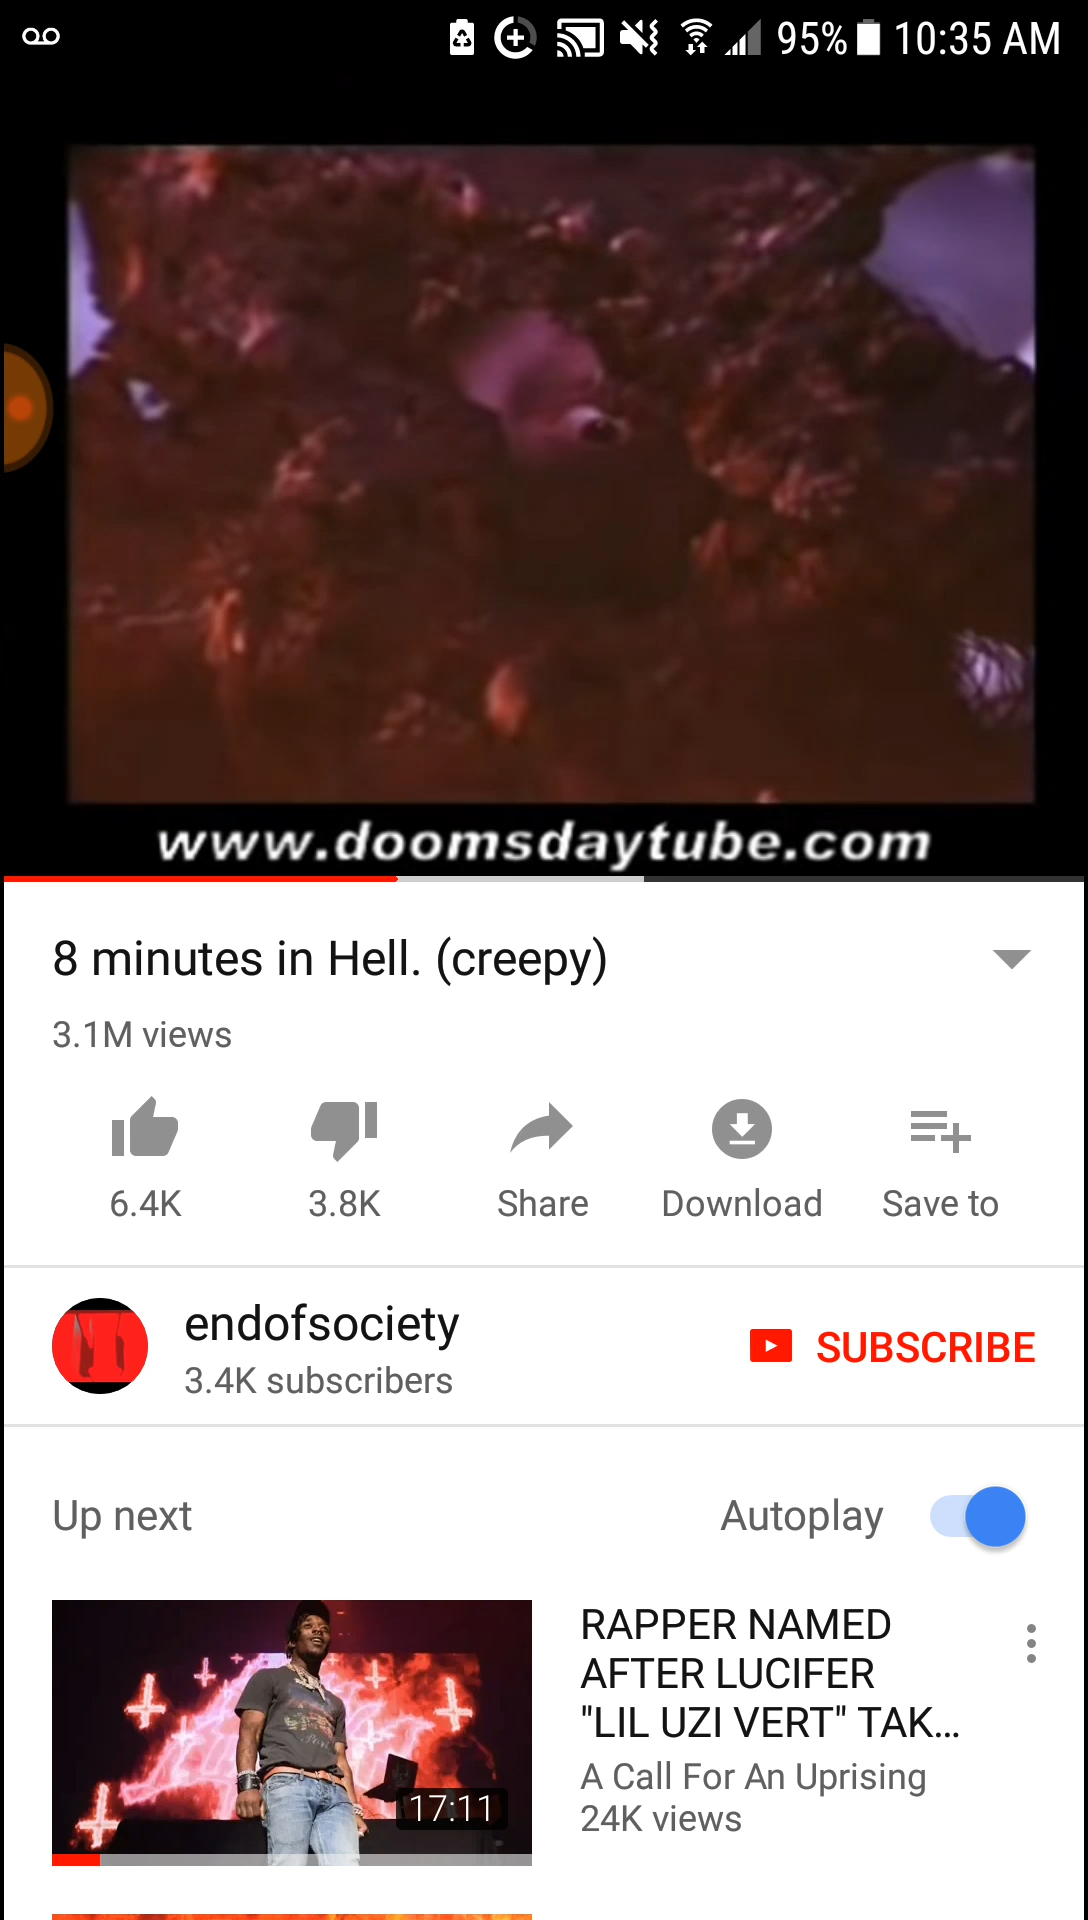 95% 10:35 AM
www.doomsdaytube.com
8 minutes in Hell. (creepy)
3.1M views
6.4K
3.8K
Share
Download
Save to
endofsociety
3.4K subscribers
SUBSCRIBE
Up next
Autoplay
17:11
RAPPER NAMED
AFTER LUCIFER
"LIL UZI VERT" TAK...
A Call For An Uprising
24K views